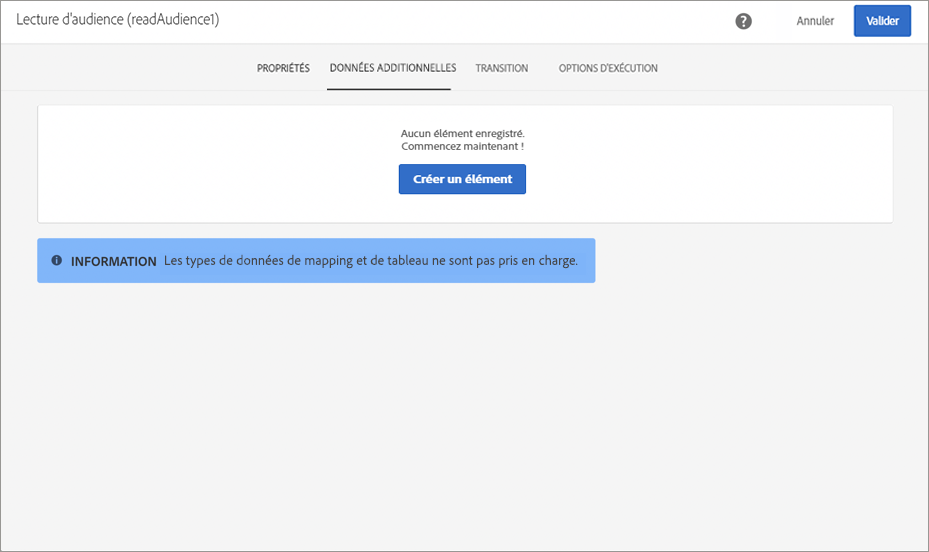 Lecture d'audience (readAudience1)
? Annuler Valider
PROPRIÉTÉS DONNÉES ADDITIONNELLES TRANSITION OPTIONS D'EXÉCUTION
Aucun élément enregistré.
Commencez maintenant !
Créer un élément
INFORMATION Les types de données de mapping et de tableau ne sont pas pris en charge.